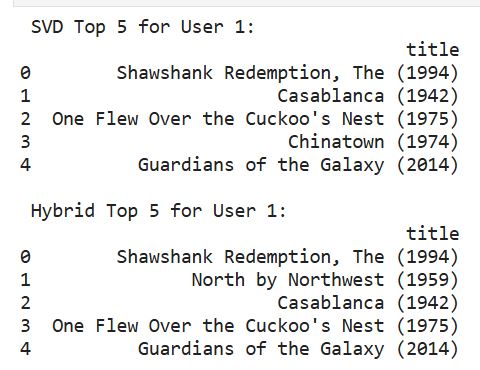 SVD Top 5 for User 1:
title
0 Shawshank Redemption, The (1994)
1 Casablanca (1942)
2 One Flew Over the Cuckoo's Nest (1975)
3 Chinatown (1974)
4 Guardians of the Galaxy (2014)
Hybrid Top 5 for User 1:
title
0 Shawshank Redemption, The (1994)
1 North by Northwest (1959)
2 Casablanca (1942)
3 One Flew Over the Cuckoo's Nest (1975)
4 Guardians of the Galaxy (2014)